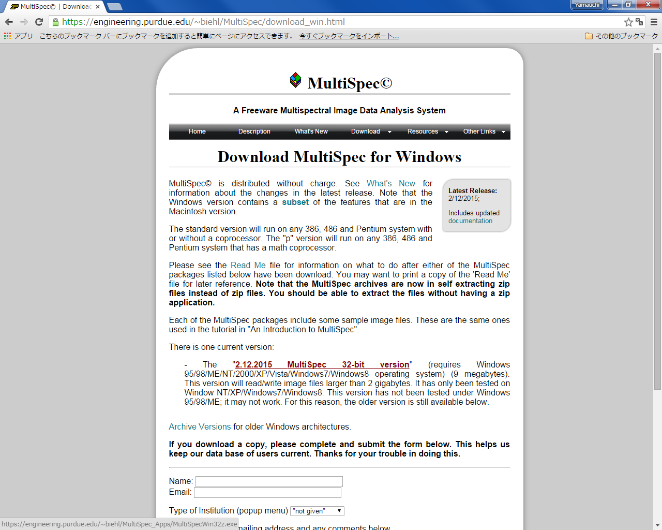 MultiSpec© | Downloa
Yamauchi
https://engineering.purdue.edu/~biehl/MultiSpec/download_win.html
アプリ こちらのブックマーク バーにブックマークを追加すると簡単にページにアクセスできます。 今すぐブックマークをインポート... その他のブックマーク
MultiSpec©
A Freeware Multispectral Image Data Analysis System
Home Description What's New Download Resources Other Links
Download MultiSpec for Windows
MultiSpec© is distributed without charge. See What's New for
information about the changes in the latest release. Note that the
Windows version contains a subset of the features that are in the
Macintosh version.
Latest Release:
2/12/2015;
Includes updated
documentation
The standard version will run on any 386, 486 and Pentium system with
or without a coprocessor. The "p" version will run on any 386, 486 and
Pentium system that has a math coprocessor.
Please see the Read Me file for information on what to do after either of the MultiSpec
packages listed below have been download. You may want to print a copy of the 'Read Me'
file for later reference. Note that the MultiSpec archives are now in self extracting zip
files instead of zip files. You should be able to extract the files without having a zip
application.
Each of the MultiSpec packages include some sample image files. These are the same ones
used in the tutorial in "An Introduction to MultiSpec"
There is one current version:
- The "2.12.2015 MultiSpec 32-bit version" (requires Windows
95/98/ME/NT/2000/XP/Vista/Windows7/Windows8 operating system) (9 megabytes).
This version will read/write image files larger than 2 gigabytes. It has only been tested on
Window NT/XP/Windows7/Windows8. This version has not been tested under Windows
95/98/ME; it may not work. For this reason, the older version is still available below.
Archive Versions for older Windows architectures.
If you download a copy, please complete and submit the form below. This helps us
keep our data base of users current. Thanks for your trouble in doing this.
Name:
Email:
Type of Institution (popup menu) "not given"
https://engineering.purdue.edu/~biehl/MultiSpec_Apps/MultiSpecWin32z.exe
mailing address and any comments below